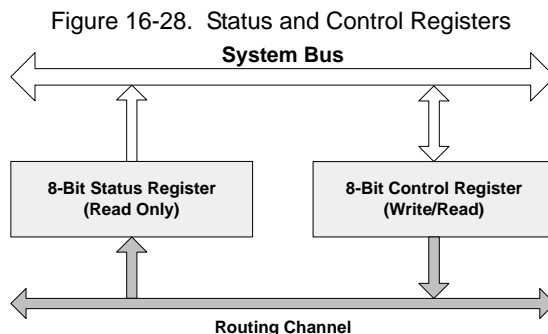 Figure 16-28. Status and Control Registers
System Bus
8-Bit Status Register
(Read Only)
8-Bit Control Register
(Write/Read)
Routing Channel